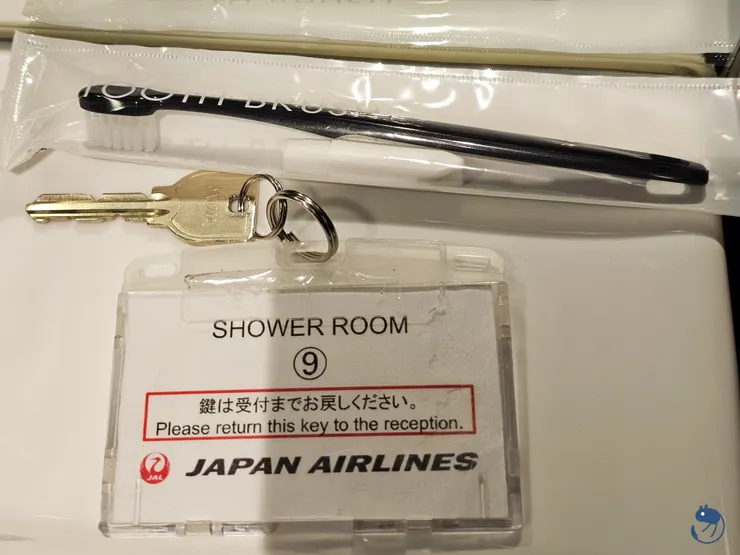 TOOTH BRUSH
SHOWER ROOM
⑨
鍵は受付までお戻しください。
Please return this key to the reception.
JAL
JAPAN AIRLINES